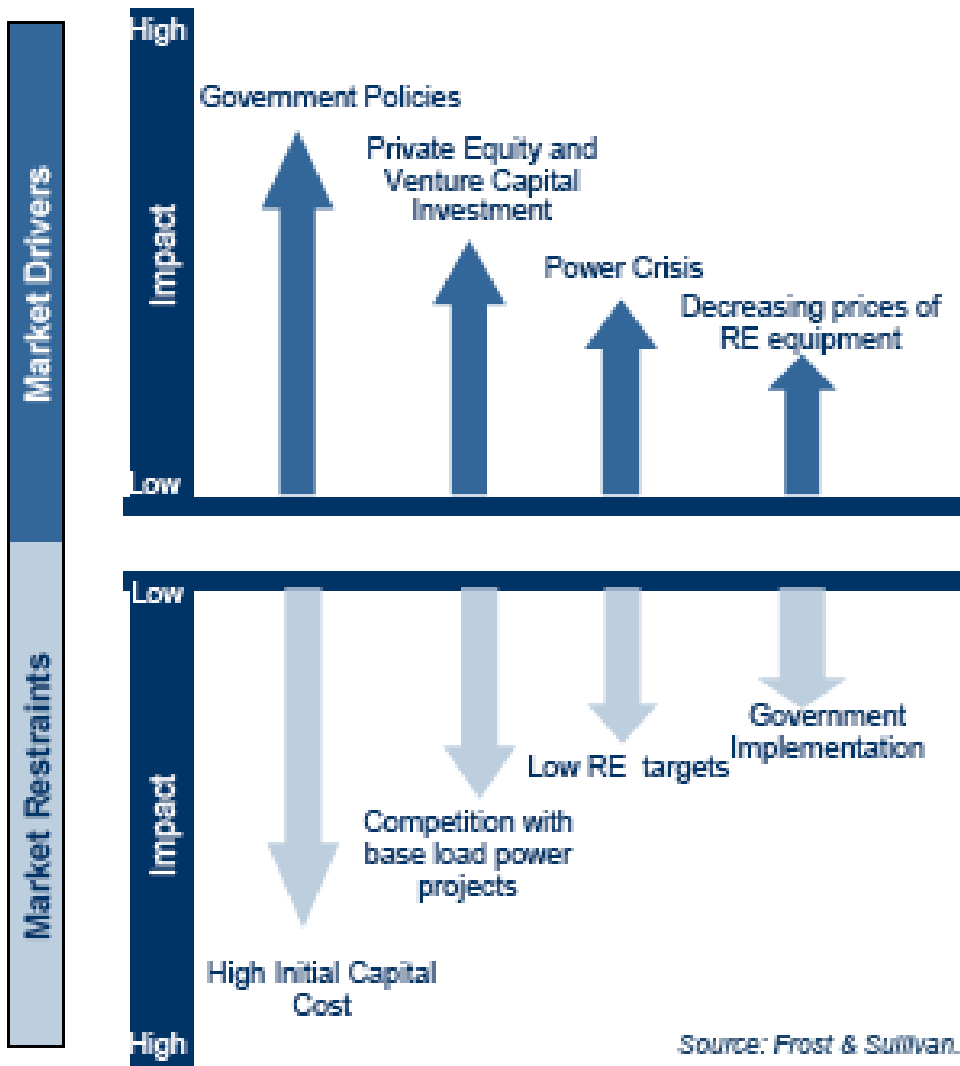 Market Drivers
High
Impact
Low
Government Policies
Private Equity and
Venture Capital
Investment
Power Crisis
Decreasing prices of
RE equipment
Market Restraints
Low
Impact
High
High Initial Capital
Cost
Competition with
base load power
projects
Low RE targets
Government
Implementation
Source: Frost & Sullivan.